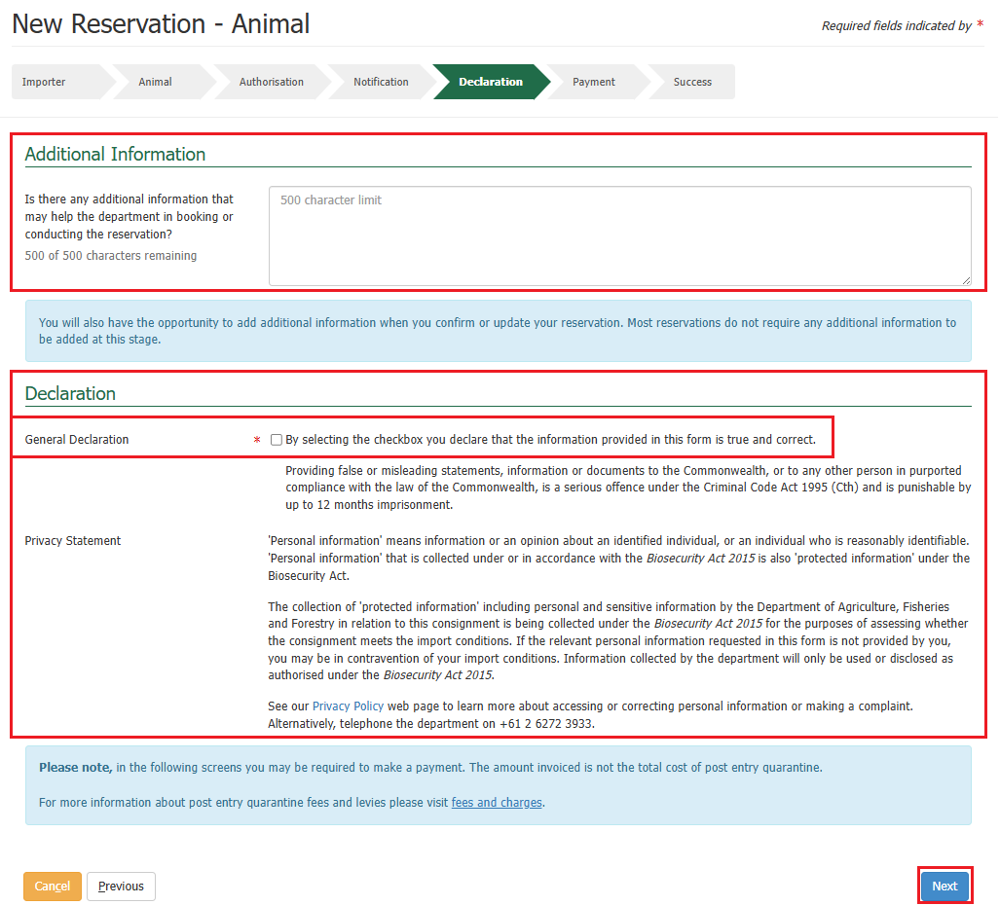 New Reservation - Animal
Required fields indicated by *
Importer
Animal
Authorisation
Notification
Declaration
Payment
Success
Additional Information
Is there any additional information that
may help the department in booking or
conducting the reservation?
500 of 500 characters remaining
500 character limit
You will also have the opportunity to add additional information when you confirm or update your reservation. Most reservations do not require any additional information to
be added at this stage.
Declaration
General Declaration
* By selecting the checkbox you declare that the information provided in this form is true and correct.
Providing false or misleading statements, information or documents to the Commonwealth, or to any other person in purported
compliance with the law of the Commonwealth, is a serious offence under the Criminal Code Act 1995 (Cth) and is punishable by
up to 12 months imprisonment.
Privacy Statement
'Personal information' means information or an opinion about an identified individual, or an individual who is reasonably identifiable.
'Personal information' that is collected under or in accordance with the Biosecurity Act 2015 is also 'protected information' under the
Biosecurity Act.
The collection of 'protected information' including personal and sensitive information by the Department of Agriculture, Fisheries
and Forestry in relation to this consignment is being collected under the Biosecurity Act 2015 for the purposes of assessing whether
the consignment meets the import conditions. If the relevant personal information requested in this form is not provided by you,
you may be in contravention of your import conditions. Information collected by the department will only be used or disclosed as
authorised under the Biosecurity Act 2015.
See our Privacy Policy web page to learn more about accessing or correcting personal information or making a complaint.
Alternatively, telephone the department on +61 2 6272 3933.
Please note, in the following screens you may be required to make a payment. The amount invoiced is not the total cost of post entry quarantine.
For more information about post entry quarantine fees and levies please visit fees and charges.
Cancel
Previous
Next